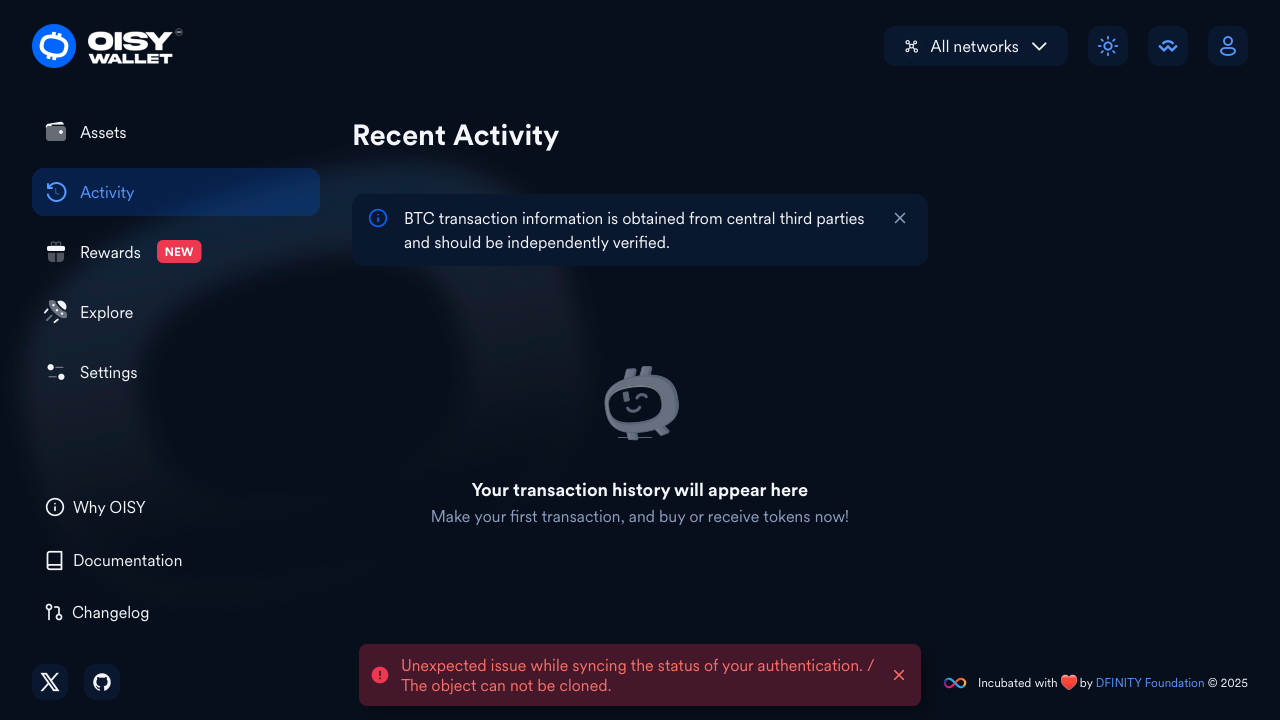 OISY
WALLET
All networks
Assets
Activity
Rewards NEW
Explore
Settings
Why OISY
Documentation
Changelog
Recent Activity
BTC transaction information is obtained from central third parties
and should be independently verified.
Your transaction history will appear here
Make your first transaction, and buy or receive tokens now!
Unexpected issue while syncing the status of your authentication. /
The object can not be cloned.
Incubated with ❤️ by DFINITY Foundation © 2025